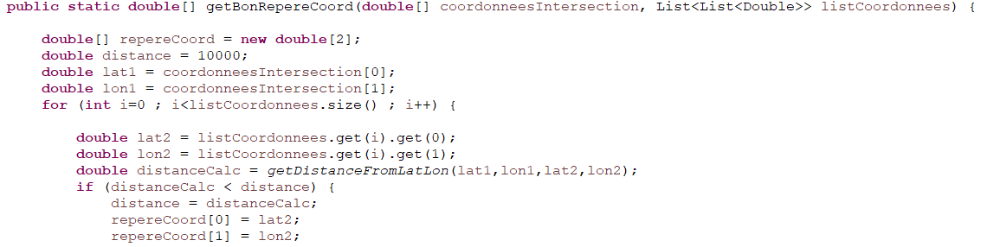 public static double[] getBonRepereCoord(double[] coordonneesIntersection, List<List<Double>> listCoordonnees) {
double[] repereCoord = new double[2];
double distance = 10000;
double lat1 = coordonneesIntersection[0];
double lon1 = coordonneesIntersection[1];
for (int i=0 ; i<listCoordonnees.size() ; i++) {
double lat2 = listCoordonnees.get(i).get(0);
double lon2 = listCoordonnees.get(i).get(1);
double distanceCalc = getDistanceFromLatLon(lat1,lon1,lat2,lon2);
if (distanceCalc < distance) {
distance = distanceCalc;
repereCoord[0] = lat2;
repereCoord[1] = lon2;